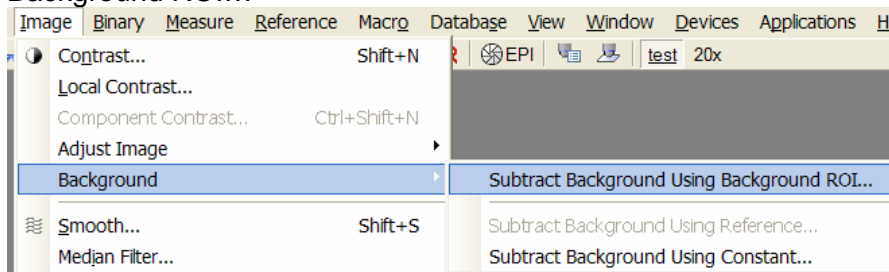 Image Binary Measure Reference Macro Database View Window Devices Applications
Contrast... Shift+N EPI test 20x
Local Contrast...
Component Contrast... Ctrl+Shift+N
Adjust Image
Background Subtract Background Using Background ROI...
Smooth... Shift+S Subtract Background Using Reference...
Median Filter... Subtract Background Using Constant...